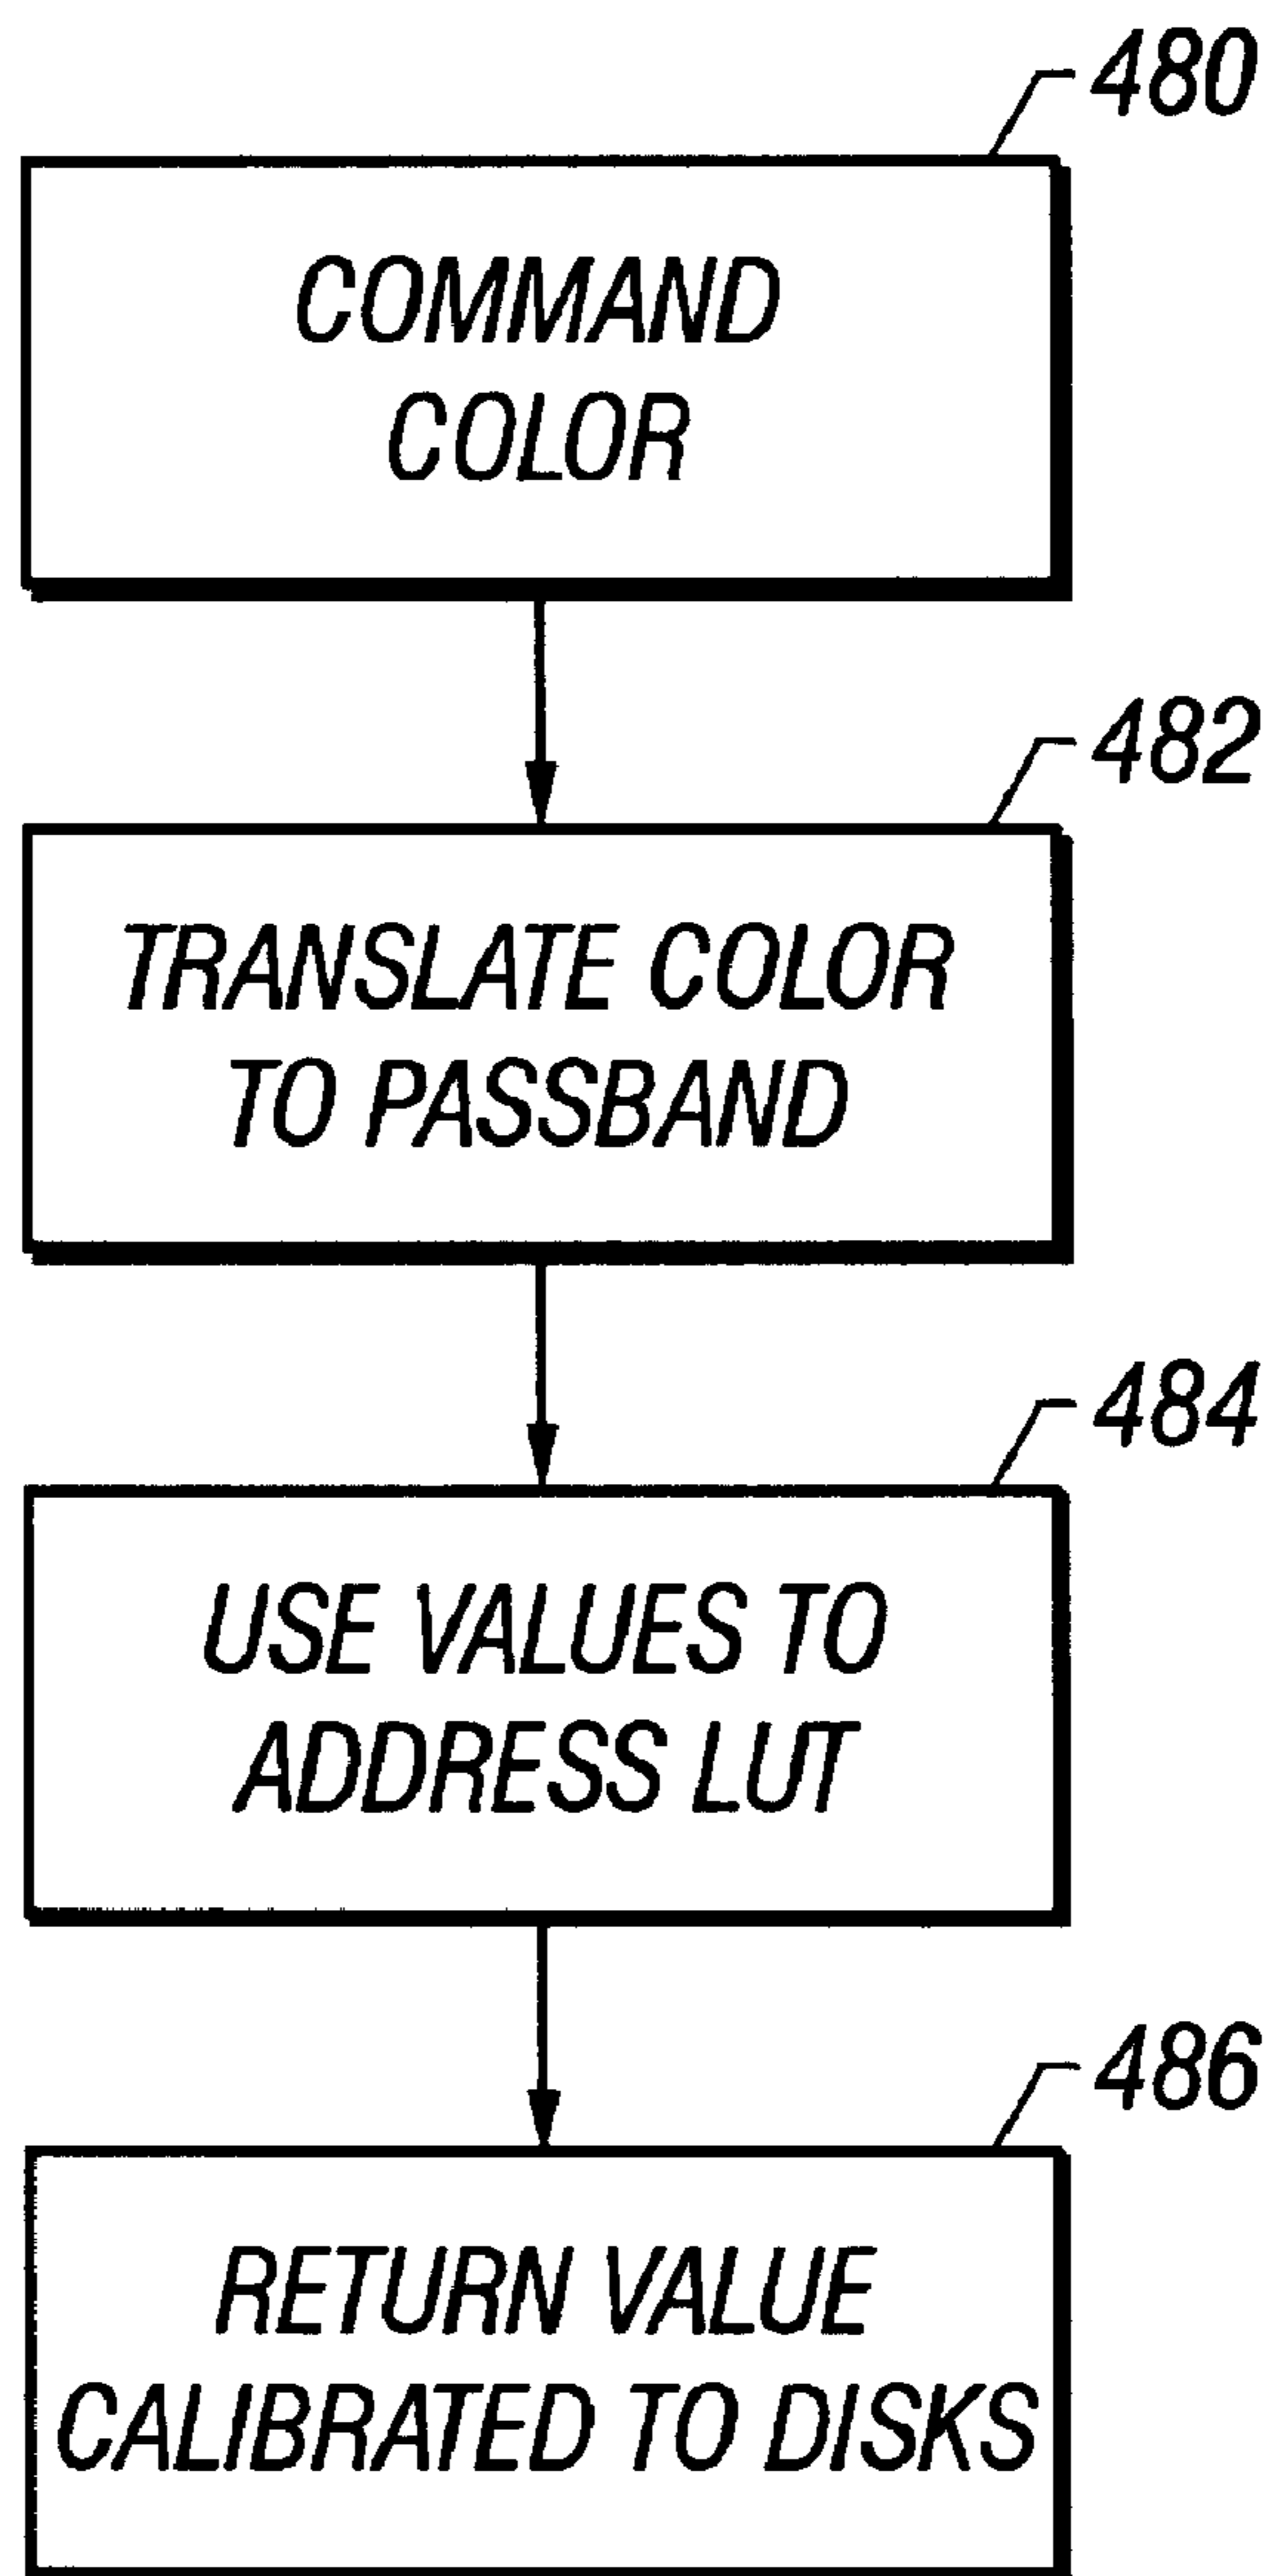 480
COMMAND
COLOR
482
TRANSLATE COLOR
TO PASSBAND
484
USE VALUES TO
ADDRESS LUT
486
RETURN VALUE
CALIBRATED TO DISKS